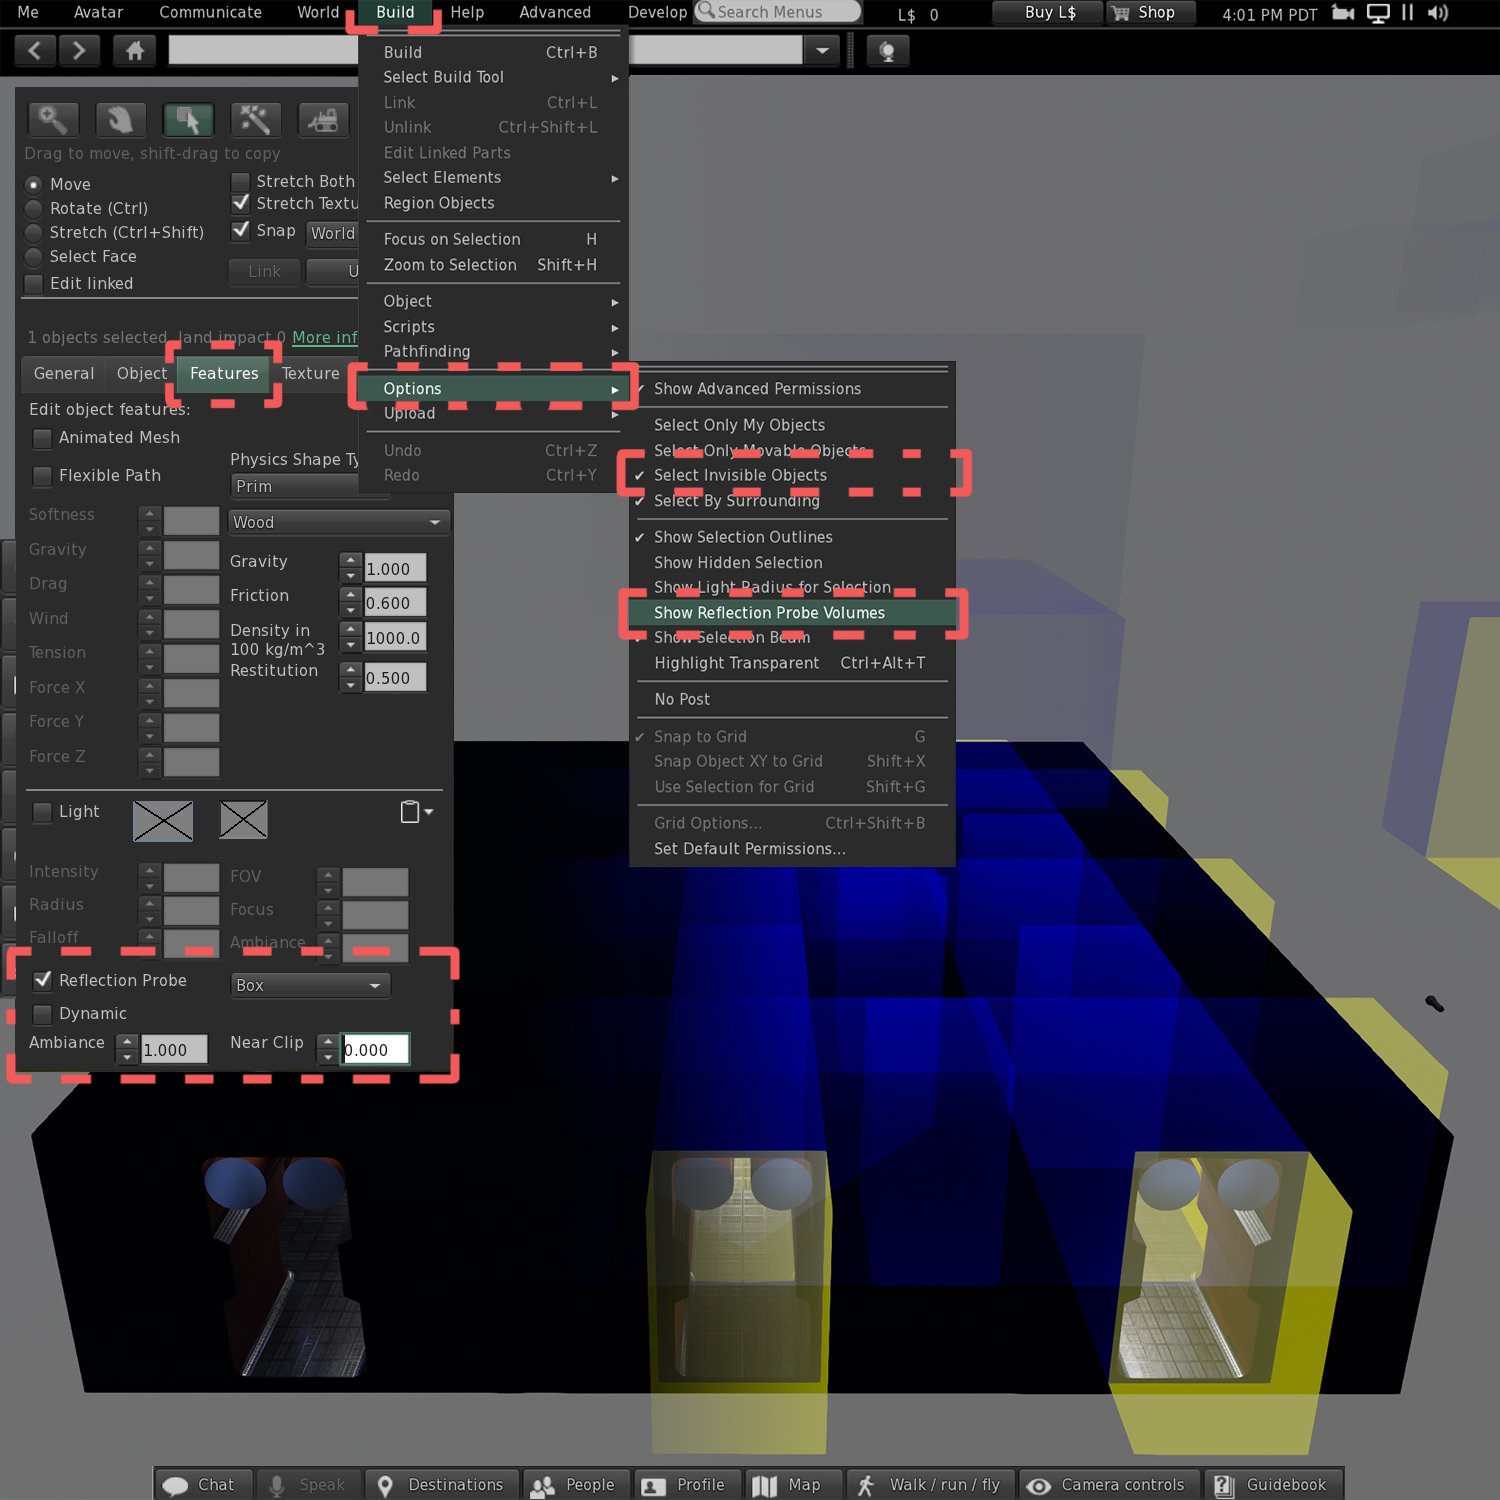 Me Avatar Communicate World Build Help Advanced Develop Search Menus L$ 0 Buy L$ Shop 4:01 PM PDT
Drag to move, shift-drag to copy
Move
Rotate (Ctrl)
Stretch (Ctrl+Shift)
Select Face
Edit linked
Stretch Both
Stretch Textu
Snap World
Link U
1 objects selected, land impact 0 More inf
General Object Features Texture
Edit object features:
Animated Mesh
Flexible Path
Physics Shape Ty
Prim
Wood
Softness
Gravity
Drag
Wind
Tension
Force X
Force Y
Force Z
Gravity 1.000
Friction 0.600
Density in
100 kg/m^3 1000.0
Restitution 0.500
Light
Intensity
Radius
Falloff
FOV
Focus
Ambiance
Reflection Probe Box
Dynamic
Ambiance 1.000 Near Clip 0.000
Build Ctrl+B
Select Build Tool
Link Ctrl+L
Unlink Ctrl+Shift+L
Edit Linked Parts
Select Elements
Region Objects
Focus on Selection H
Zoom to Selection Shift+H
Object
Scripts
Pathfinding
Options
Upload
Undo Ctrl+Z
Redo Ctrl+Y
Show Advanced Permissions
Select Only My Objects
Select Only Movable Objects
Select Invisible Objects
Select By Surrounding
Show Selection Outlines
Show Hidden Selection
Show Light Radius for Selection
Show Reflection Probe Volumes
Show Selection Beam
Highlight Transparent Ctrl+Alt+T
No Post
Snap to Grid G
Snap Object XY to Grid Shift+X
Use Selection for Grid Shift+G
Grid Options... Ctrl+Shift+B
Set Default Permissions...
Chat Speak Destinations People Profile Map Walk / run / fly Camera controls Guidebook